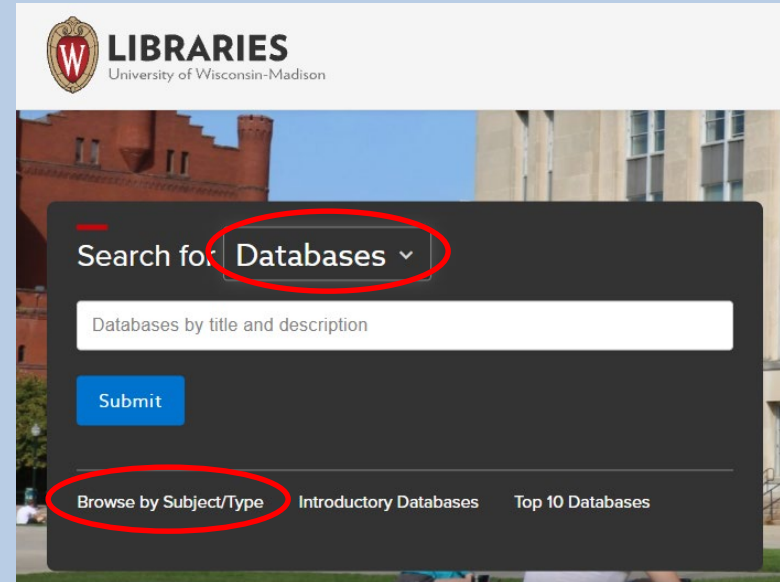 W
LIBRARIES
University of Wisconsin-Madison
Search for Databases
Databases by title and description
Submit
Browse by Subject/Type Introductory Databases Top 10 Databases